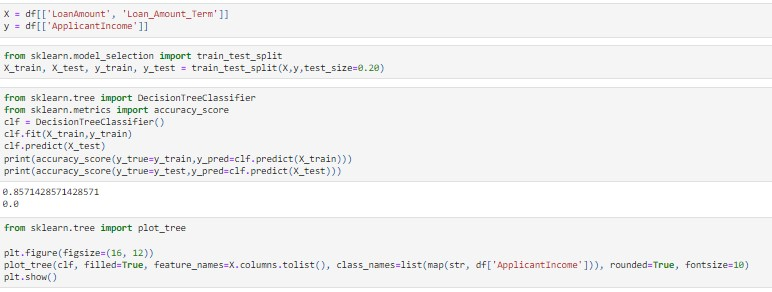 X = df[['LoanAmount', 'Loan_Amount_Term']]
y = df[['ApplicantIncome']]
from sklearn.model_selection import train_test_split
X_train, X_test, y_train, y_test = train_test_split(X,y,test_size=0.20)
from sklearn.tree import DecisionTreeClassifier
from sklearn.metrics import accuracy_score
clf = DecisionTreeClassifier()
clf.fit(X_train,y_train)
clf.predict(X_test)
print(accuracy_score(y_true=y_train,y_pred=clf.predict(X_train)))
print(accuracy_score(y_true=y_test,y_pred=clf.predict(X_test)))
0.8571428571428571
0.0
from sklearn.tree import plot_tree
plt.figure(figsize=(16, 12))
plot_tree(clf, filled=True, feature_names=X.columns.tolist(), class_names=list(map(str, df['ApplicantIncome'])), rounded=True, fontsize=10)
plt.show()